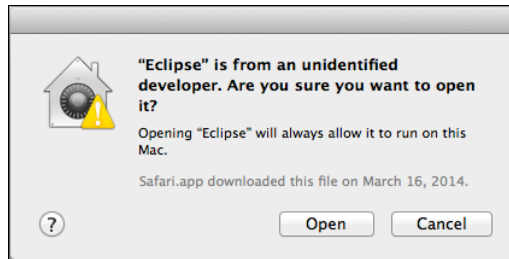 “Eclipse” is from an unidentified
developer. Are you sure you want to open
it?
Opening “Eclipse” will always allow it to run on this
Mac.
Safari.app downloaded this file on March 16, 2014.
?
Open
Cancel